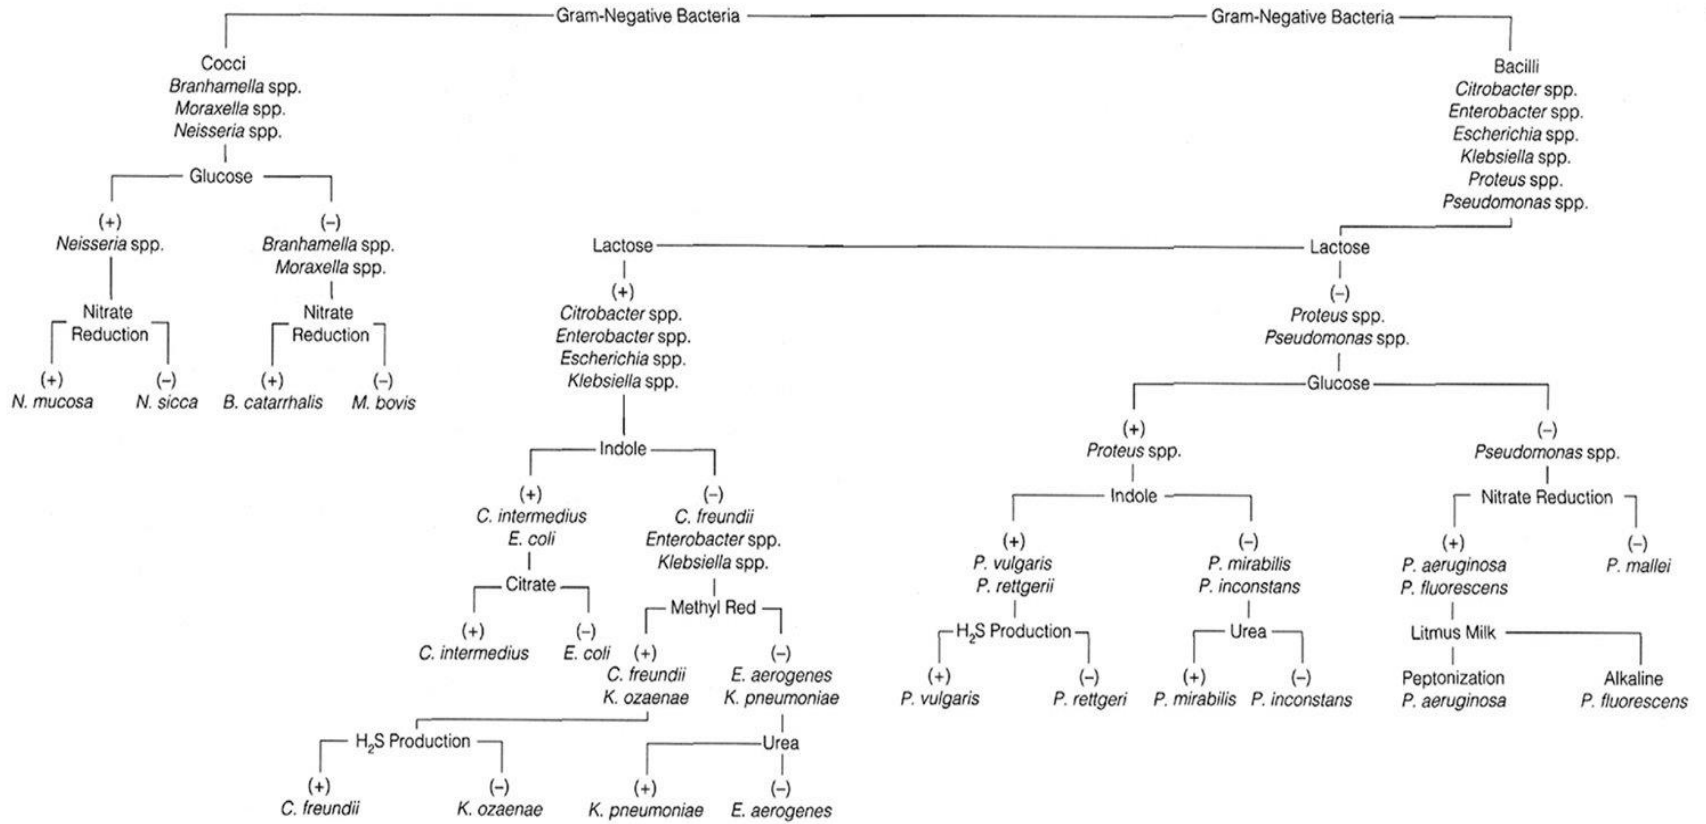 Gram-Negative Bacteria
Gram-Negative Bacteria
Cocci
Branhamella spp.
Moraxella spp.
Neisseria spp.
Bacilli
Citrobacter spp.
Enterobacter spp.
Escherichia spp.
Klebsiella spp.
Proteus spp.
Pseudomonas spp.
Glucose
(+)
Neisseria spp.
(–)
Branhamella spp.
Moraxella spp.
Nitrate
Reduction
Nitrate
Reduction
(+)
N. mucosa
(–)
N. sicca
(+)
B. catarrhalis
(–)
M. bovis
Lactose
Lactose
(+)
Citrobacter spp.
Enterobacter spp.
Escherichia spp.
Klebsiella spp.
(–)
Proteus spp.
Pseudomonas spp.
Indole
(+)
C. intermedius
E. coli
(–)
C. freundii
Enterobacter spp.
Klebsiella spp.
Citrate
(+)
C. intermedius
(–)
E. coli
Methyl Red
(+)
C. freundii
K. ozaenae
(–)
E. aerogenes
K. pneumoniae
H₂S Production
(+)
C. freundii
(–)
K. ozaenae
Urea
(+)
K. pneumoniae
(–)
E. aerogenes
Glucose
(+)
Proteus spp.
(–)
Pseudomonas spp.
Indole
(+)
P. vulgaris
P. rettgerii
(–)
P. mirabilis
P. inconstans
H₂S Production
(+)
P. vulgaris
(–)
P. rettgeri
Urea
(+)
P. mirabilis
(–)
P. inconstans
Nitrate Reduction
(+)
P. aeruginosa
P. fluorescens
(–)
P. mallei
Litmus Milk
Peptonization
P. aeruginosa
Alkaline
P. fluorescens